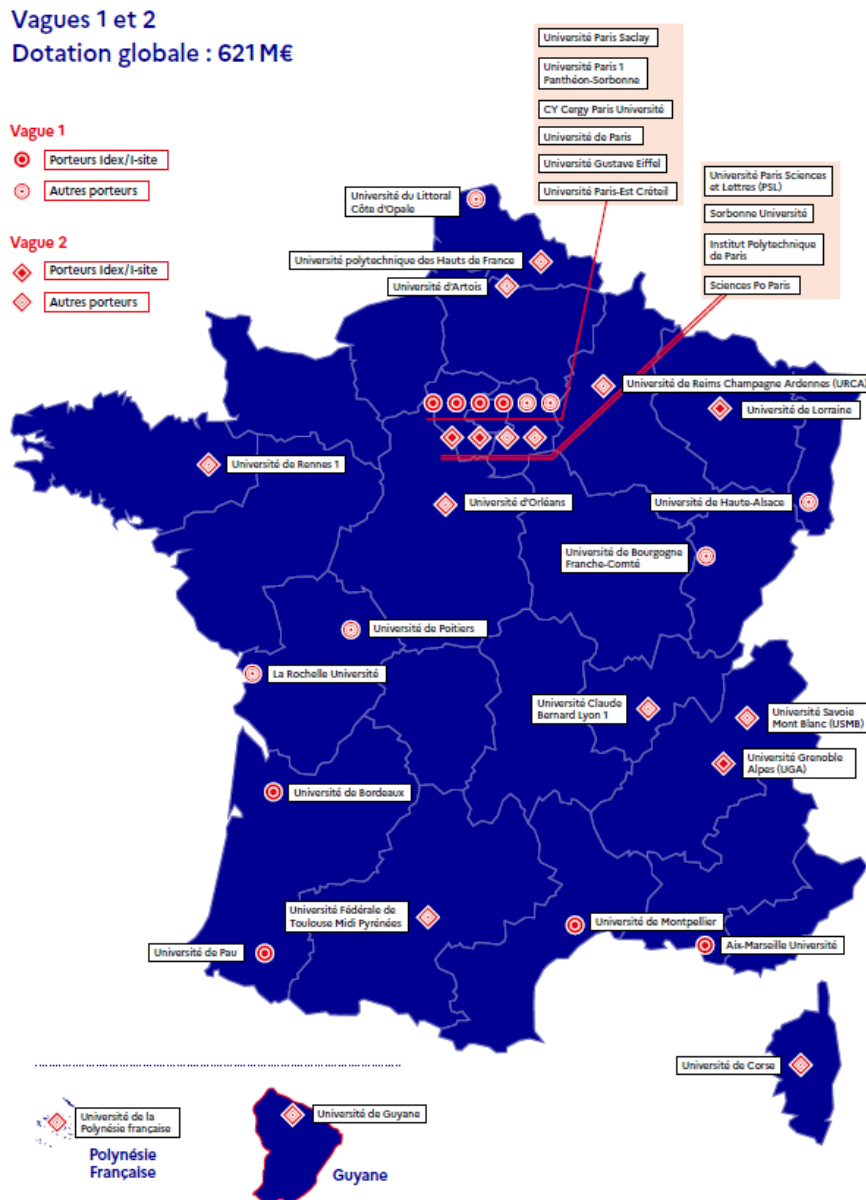 Vagues 1 et 2
Dotation globale : 621 M€
Vague 1
Porteurs Idex/I-site
Autres porteurs
Vague 2
Porteurs Idex/I-site
Autres porteurs
Université Paris Saclay
Université Paris 1
Panthéon-Sorbonne
CY Cergy Paris Université
Université de Paris
Université Gustave Eiffel
Université Paris-Est Créteil
Université Paris Sciences
et Lettres (PSL)
Sorbonne Université
Institut Polytechnique
de Paris
Sciences Po Paris
Université du Littoral
Côte d'Opale
Université polytechnique des Hauts de France
Université d'Artois
Université de Reims Champagne Ardennes (URCA)
Université de Lorraine
Université de Rennes 1
Université d'Orléans
Université de Haute-Alsace
Université de Bourgogne
Franche-Comté
Université de Poitiers
La Rochelle Université
Université Claude
Bernard Lyon 1
Université Savoie
Mont Blanc (USMB)
Université Grenoble
Alpes (UGA)
Université de Bordeaux
Université Fédérale de
Toulouse Midi Pyrénées
Université de Montpellier
Université de Pau
Aix-Marseille Université
Université de Corse
Université de la
Polynésie française
Polynésie
Française
Université de Guyane
Guyane